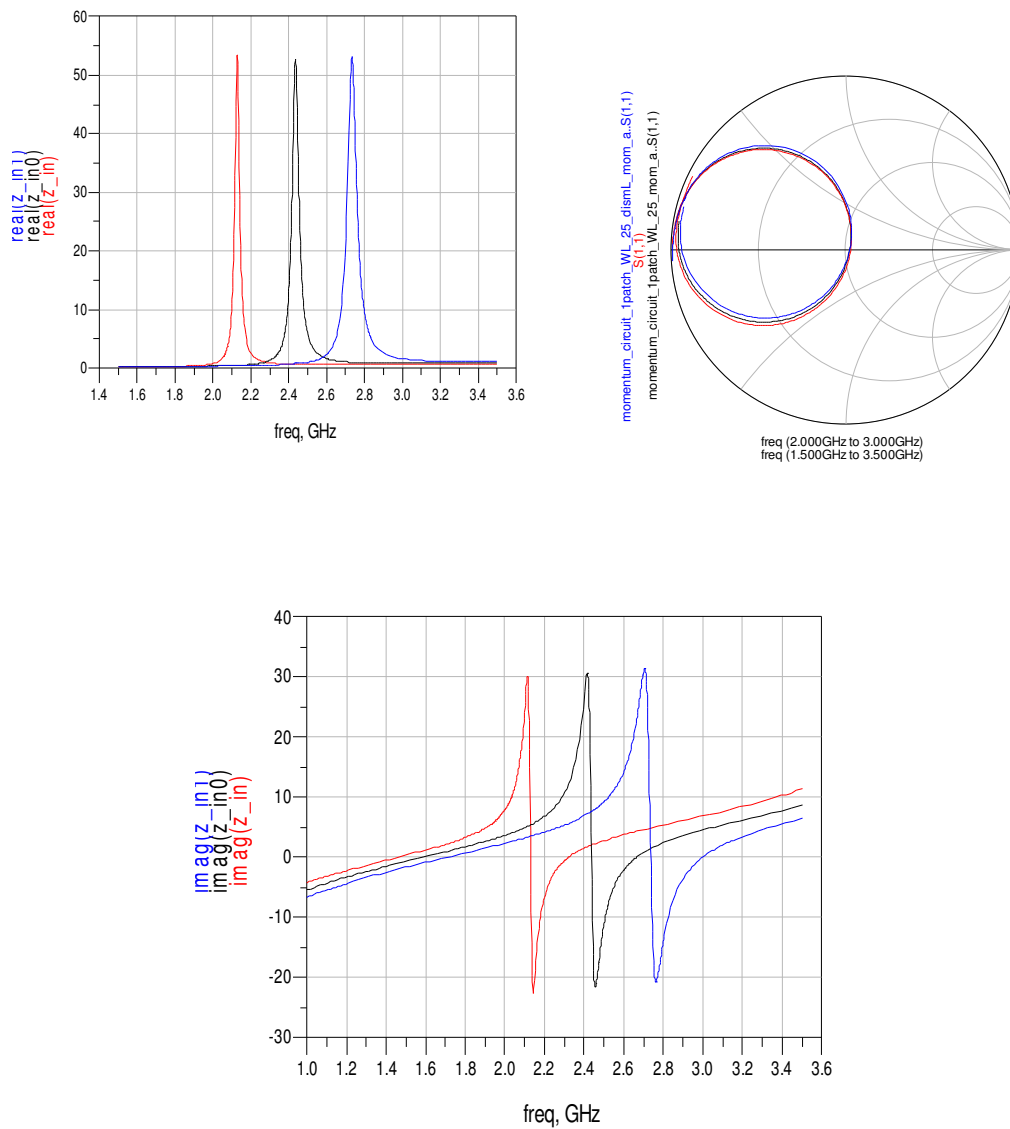 60
50
40
30
20
10
0
1.4 1.6 1.8 2.0 2.2 2.4 2.6 2.8 3.0 3.2 3.4 3.6
freq, GHz
real(z_in1)
real(z_in0)
real(z_in)
momentum_circuit_1patch_WL_25_dismL_mom_a..S(1,1)
S(1,1)
momentum_circuit_1patch_WL_25_mom_a..S(1,1)
freq (2.000GHz to 3.000GHz)
freq (1.500GHz to 3.500GHz)
40
30
20
10
0
-10
-20
-30
1.0 1.2 1.4 1.6 1.8 2.0 2.2 2.4 2.6 2.8 3.0 3.2 3.4 3.6
freq, GHz
imag(z_in1)
imag(z_in0)
imag(z_in)